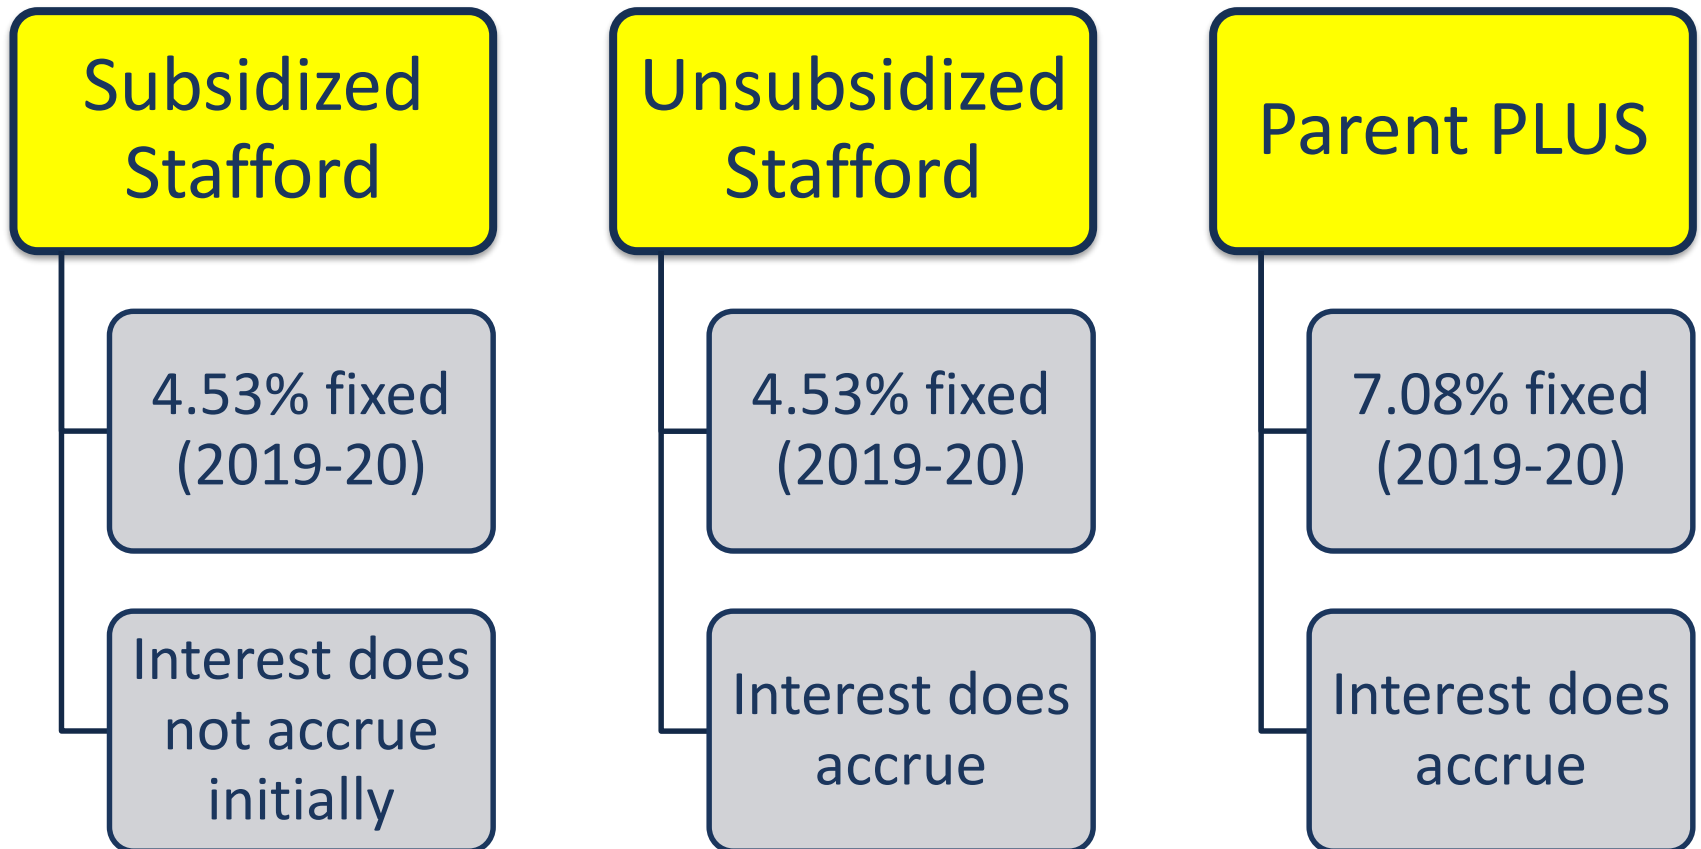 Subsidized
Stafford
4.53% fixed
(2019-20)
Interest does
not accrue
initially
Unsubsidized
Stafford
4.53% fixed
(2019-20)
Interest does
accrue
Parent PLUS
7.08% fixed
(2019-20)
Interest does
accrue